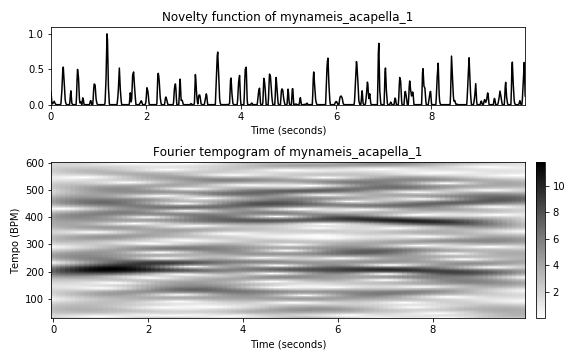 Novelty function of mynameis_acapella_1
1.0
0.5
0.0
0 2 4 6 8
Time (seconds)
Fourier tempogram of mynameis_acapella_1
600
500
400
300
200
100
Tempo (BPM)
10
8
6
4
2
0 2 4 6 8
Time (seconds)